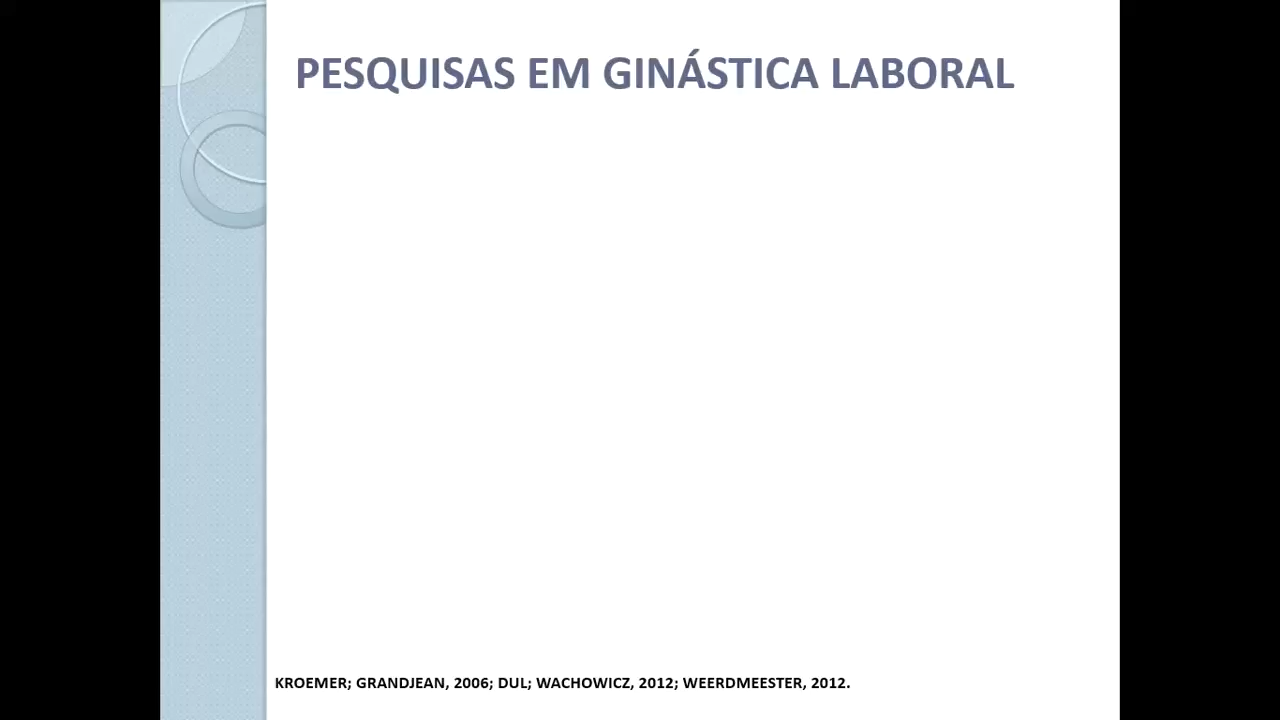 PESQUISAS EM GINÁSTICA LABORAL
KROEMER; GRANDJEAN, 2006; DUL; WACHOWICZ, 2012; WEERDMEESTER, 2012.